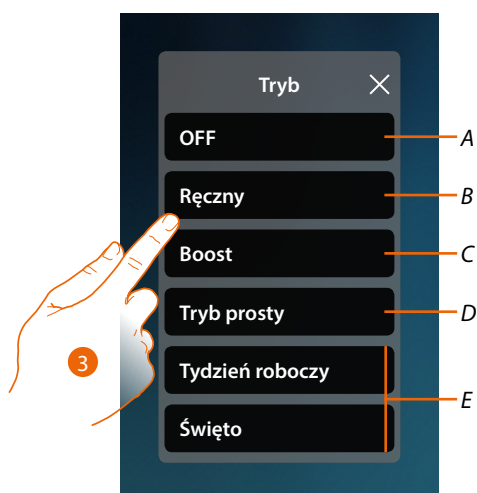 Tryb
OFF
A
Ręczny
B
Boost
C
Tryb prosty
D
3
Tydzień roboczy
E
Święto